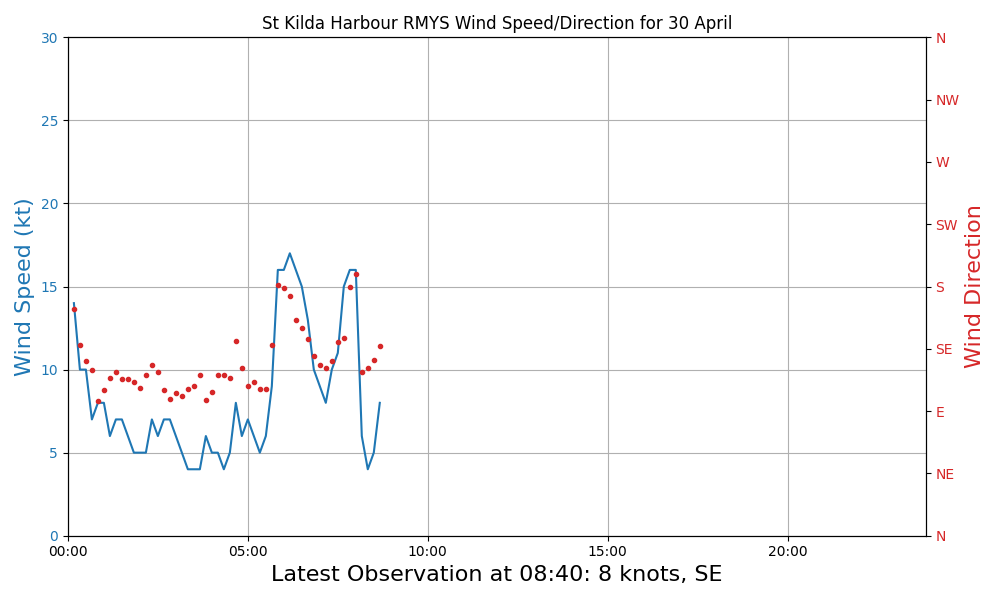 St Kilda Harbour RMYS Wind Speed/Direction for 30 April
30
25
20
15
10
5
0
Wind Speed (kt)
N
NW
W
SW
S
SE
E
NE
N
Wind Direction
00:00 05:00 10:00 15:00 20:00
Latest Observation at 08:40: 8 knots, SE